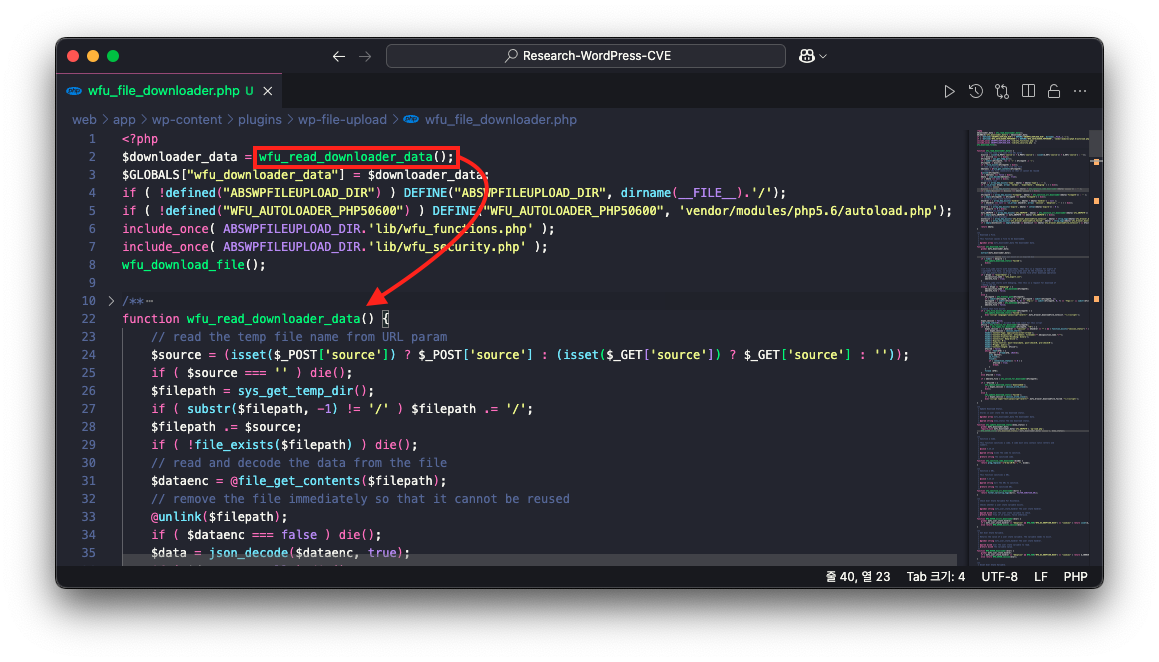 Research-WordPress-CVE
wfu_file_downloader.php U
web > app > wp-content > plugins > wp-file-upload > php wfu_file_downloader.php
1 <?php
2 $downloader_data = wfu_read_downloader_data();
3 $GLOBALS["wfu_downloader_data"] = $downloader_data;
4 if ( !defined("ABSWPFILEUPLOAD_DIR") ) DEFINE("ABSWPFILEUPLOAD_DIR", dirname(__FILE__).'/');
5 if ( !defined("WFU_AUTOLOADER_PHP50600") ) DEFINE("WFU_AUTOLOADER_PHP50600", 'vendor/modules/php5.6/autoload.php');
6 include_once( ABSWPFILEUPLOAD_DIR.'lib/wfu_functions.php' );
7 include_once( ABSWPFILEUPLOAD_DIR.'lib/wfu_security.php' );
8 wfu_download_file();
9
10 /** ⋯
22 function wfu_read_downloader_data() {
23 // read the temp file name from URL param
24 $source = (isset($_POST['source']) ? $_POST['source'] : (isset($_GET['source']) ? $_GET['source'] : ''));
25 if ( $source === '' ) die();
26 $filepath = sys_get_temp_dir();
27 if ( substr($filepath, -1) != '/' ) $filepath .= '/';
28 $filepath .= $source;
29 if ( !file_exists($filepath) ) die();
30 // read and decode the data from the file
31 $dataenc = @file_get_contents($filepath);
32 // remove the file immediately so that it cannot be reused
33 @unlink($filepath);
34 if ( $dataenc === false ) die();
35 $data = json_decode($dataenc, true);
줄 40, 열 23 Tab 크기: 4 UTF-8 LF PHP